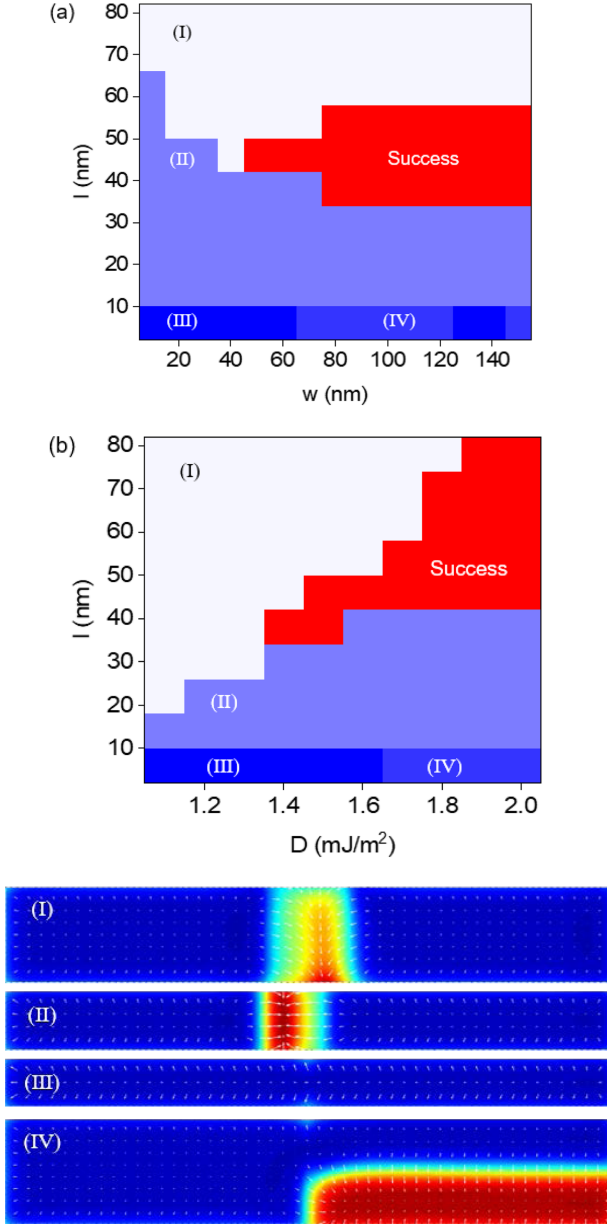 (a)
80
70
60
50
40
30
20
10
l (nm)
(I)
(II)
Success
(III)
(IV)
20 40 60 80 100 120 140
w (nm)
(b)
80
70
60
50
40
30
20
10
l (nm)
(I)
Success
(II)
(III)
(IV)
1.2 1.4 1.6 1.8 2.0
D (mJ/m²)
(I)
(II)
(III)
(IV)